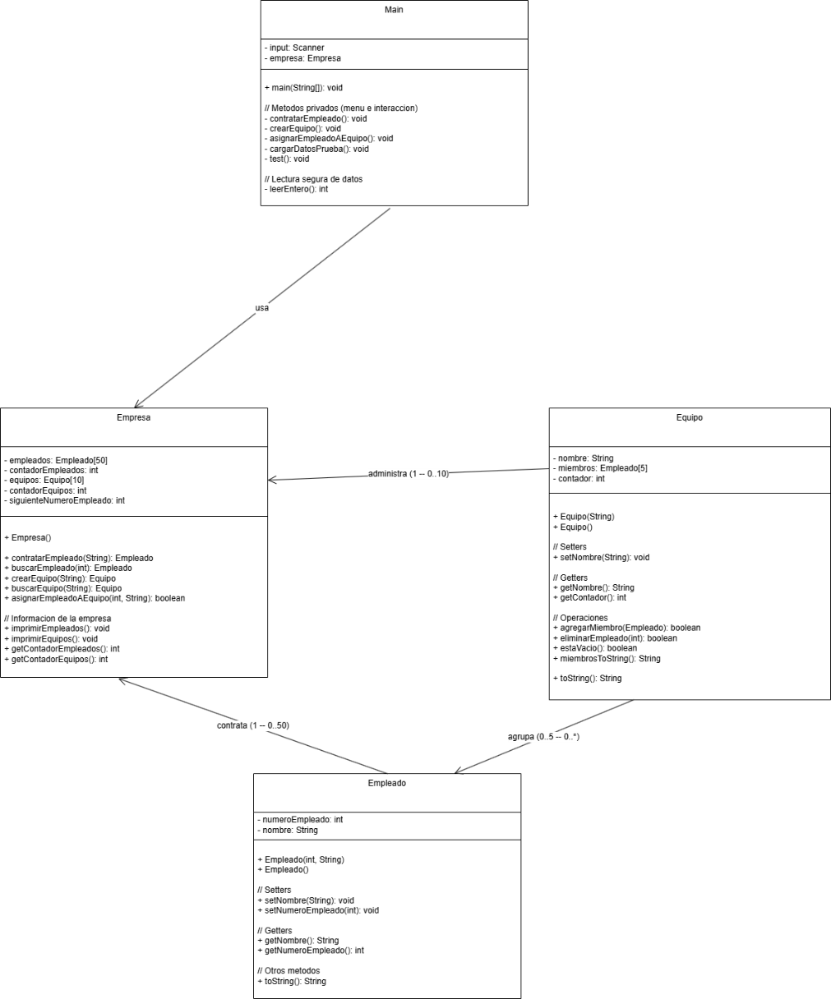 Main
- input: Scanner
- empresa: Empresa
+ main(String[]): void
// Metodos privados (menu e interaccion)
- contratarEmpleado(): void
- crearEquipo(): void
- asignarEmpleadoAEquipo(): void
- cargarDatosPrueba(): void
- test(): void
// Lectura segura de datos
- leerEntero(): int
usa
Empresa
- empleados: Empleado[50]
- contadorEmpleados: int
- equipos: Equipo[10]
- contadorEquipos: int
- siguienteNumeroEmpleado: int
+ Empresa()
+ contratarEmpleado(String): Empleado
+ buscarEmpleado(int): Empleado
+ crearEquipo(String): Equipo
+ buscarEquipo(String): Equipo
+ asignarEmpleadoAEquipo(int, String): boolean
// Informacion de la empresa
+ imprimirEmpleados(): void
+ imprimirEquipos(): void
+ getContadorEmpleados(): int
+ getContadorEquipos(): int
administra (1 -- 0..10)
Equipo
- nombre: String
- miembros: Empleado[5]
- contador: int
+ Equipo(String)
+ Equipo()
// Setters
+ setNombre(String): void
// Getters
+ getNombre(): String
+ getContador(): int
// Operaciones
+ agregarMiembro(Empleado): boolean
+ eliminarEmpleado(int): boolean
+ estaVacio(): boolean
+ miembrosToString(): String
+ toString(): String
contrata (1 -- 0..50)
agrupa (0..5 -- 0..*)
Empleado
- numeroEmpleado: int
- nombre: String
+ Empleado(int, String)
+ Empleado()
// Setters
+ setNombre(String): void
+ setNumeroEmpleado(int): void
// Getters
+ getNombre(): String
+ getNumeroEmpleado(): int
// Otros metodos
+ toString(): String